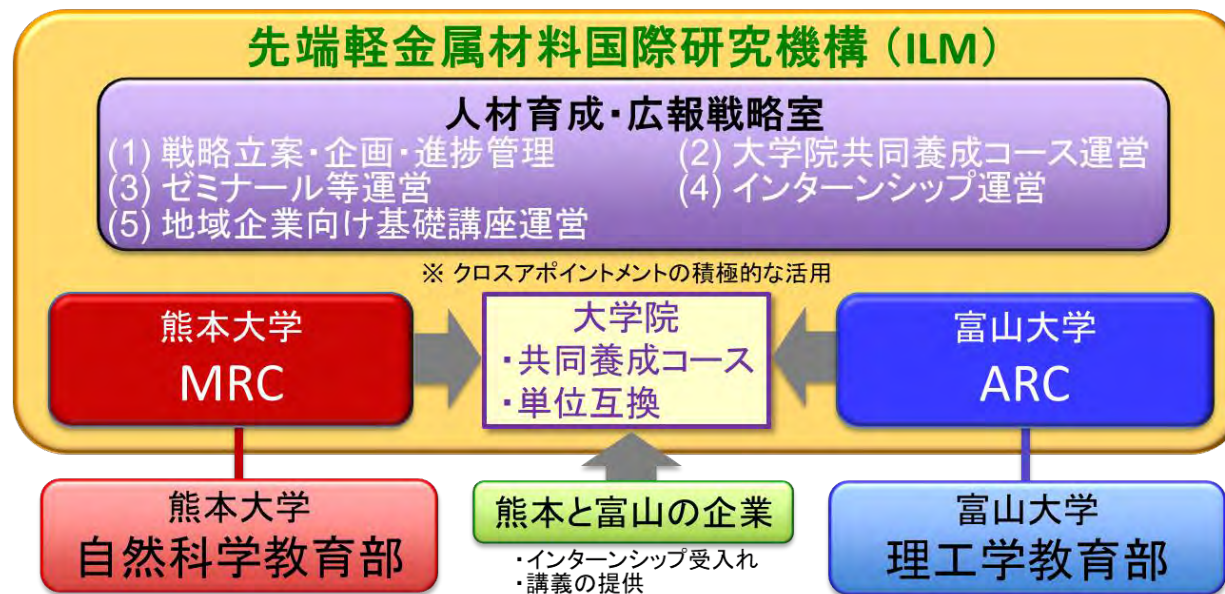 先端軽金属材料国際研究機構（ILM）
人材育成・広報戦略室
(1) 戦略立案・企画・進捗管理
(2) 大学院共同養成コース運営
(3) ゼミナール等運営
(4) インターンシップ運営
(5) 地域企業向け基礎講座運営
※ クロスアポイントメントの積極的な活用
熊本大学
MRC
大学院
・共同養成コース
・単位互換
富山大学
ARC
熊本大学
自然科学教育部
熊本と富山の企業
・インターンシップ受入れ
・講義の提供
富山大学
理工学教育部